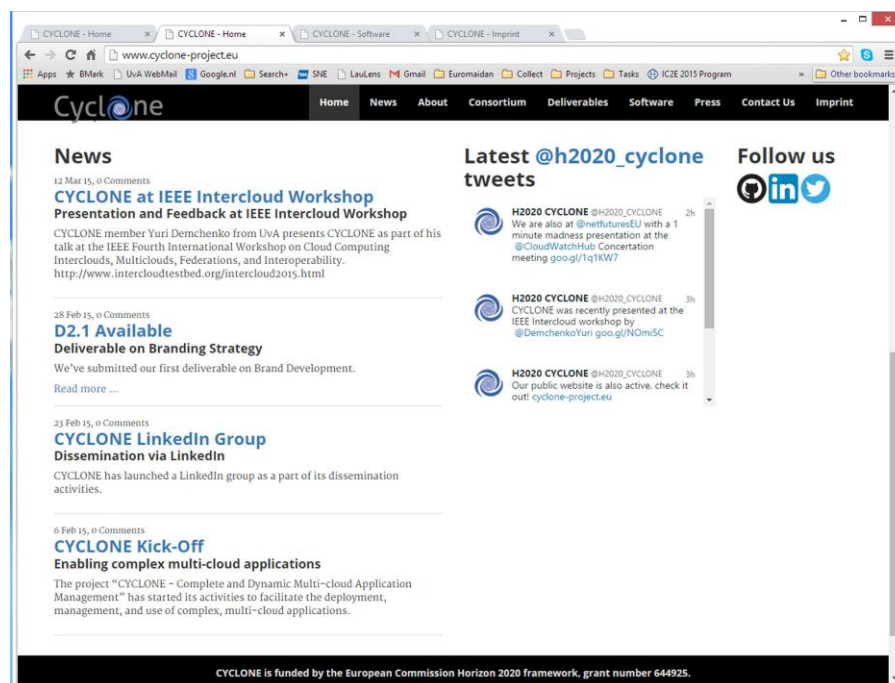 CYCLONE - Home
CYCLONE - Home
CYCLONE - Software
CYCLONE - Imprint
www.cyclone-project.eu
Apps BMark UvA WebMail Google.nl Search+ SNE LauLens Gmail Euromaidan Collect Projects Tasks IC2E 2015 Program » Other bookmarks
Cyclone
Home News About Consortium Deliverables Software Press Contact Us Imprint
News
12 Mar 15, 0 Comments
CYCLONE at IEEE Intercloud Workshop
Presentation and Feedback at IEEE Intercloud Workshop
CYCLONE member Yuri Demchenko from UvA presents CYCLONE as part of his
talk at the IEEE Fourth International Workshop on Cloud Computing
Interclouds, Multiclouds, Federations, and Interoperability.
http://www.intercloudtestbed.org/intercloud2015.html
28 Feb 15, 0 Comments
D2.1 Available
Deliverable on Branding Strategy
We've submitted our first deliverable on Brand Development.
Read more ...
23 Feb 15, 0 Comments
CYCLONE LinkedIn Group
Dissemination via LinkedIn
CYCLONE has launched a LinkedIn group as a part of its dissemination
activities.
6 Feb 15, 0 Comments
CYCLONE Kick-Off
Enabling complex multi-cloud applications
The project “CYCLONE - Complete and Dynamic Multi-cloud Application
Management” has started its activities to facilitate the deployment,
management, and use of complex, multi-cloud applications.
Latest @h2020_cyclone
tweets
H2020 CYCLONE @H2020_CYCLONE 2h
We are also at @netfuturesEU with a 1
minute madness presentation at the
@CloudWatchHub Concertation
meeting goo.gl/1q1KW7
H2020 CYCLONE @H2020_CYCLONE 3h
CYCLONE was recently presented at the
IEEE Intercloud workshop by
@DemchenkoYuri goo.gl/NOmi5C
H2020 CYCLONE @H2020_CYCLONE 3h
Our public website is also active, check it
out! cyclone-project.eu
Follow us
in
CYCLONE is funded by the European Commission Horizon 2020 framework, grant number 644925.